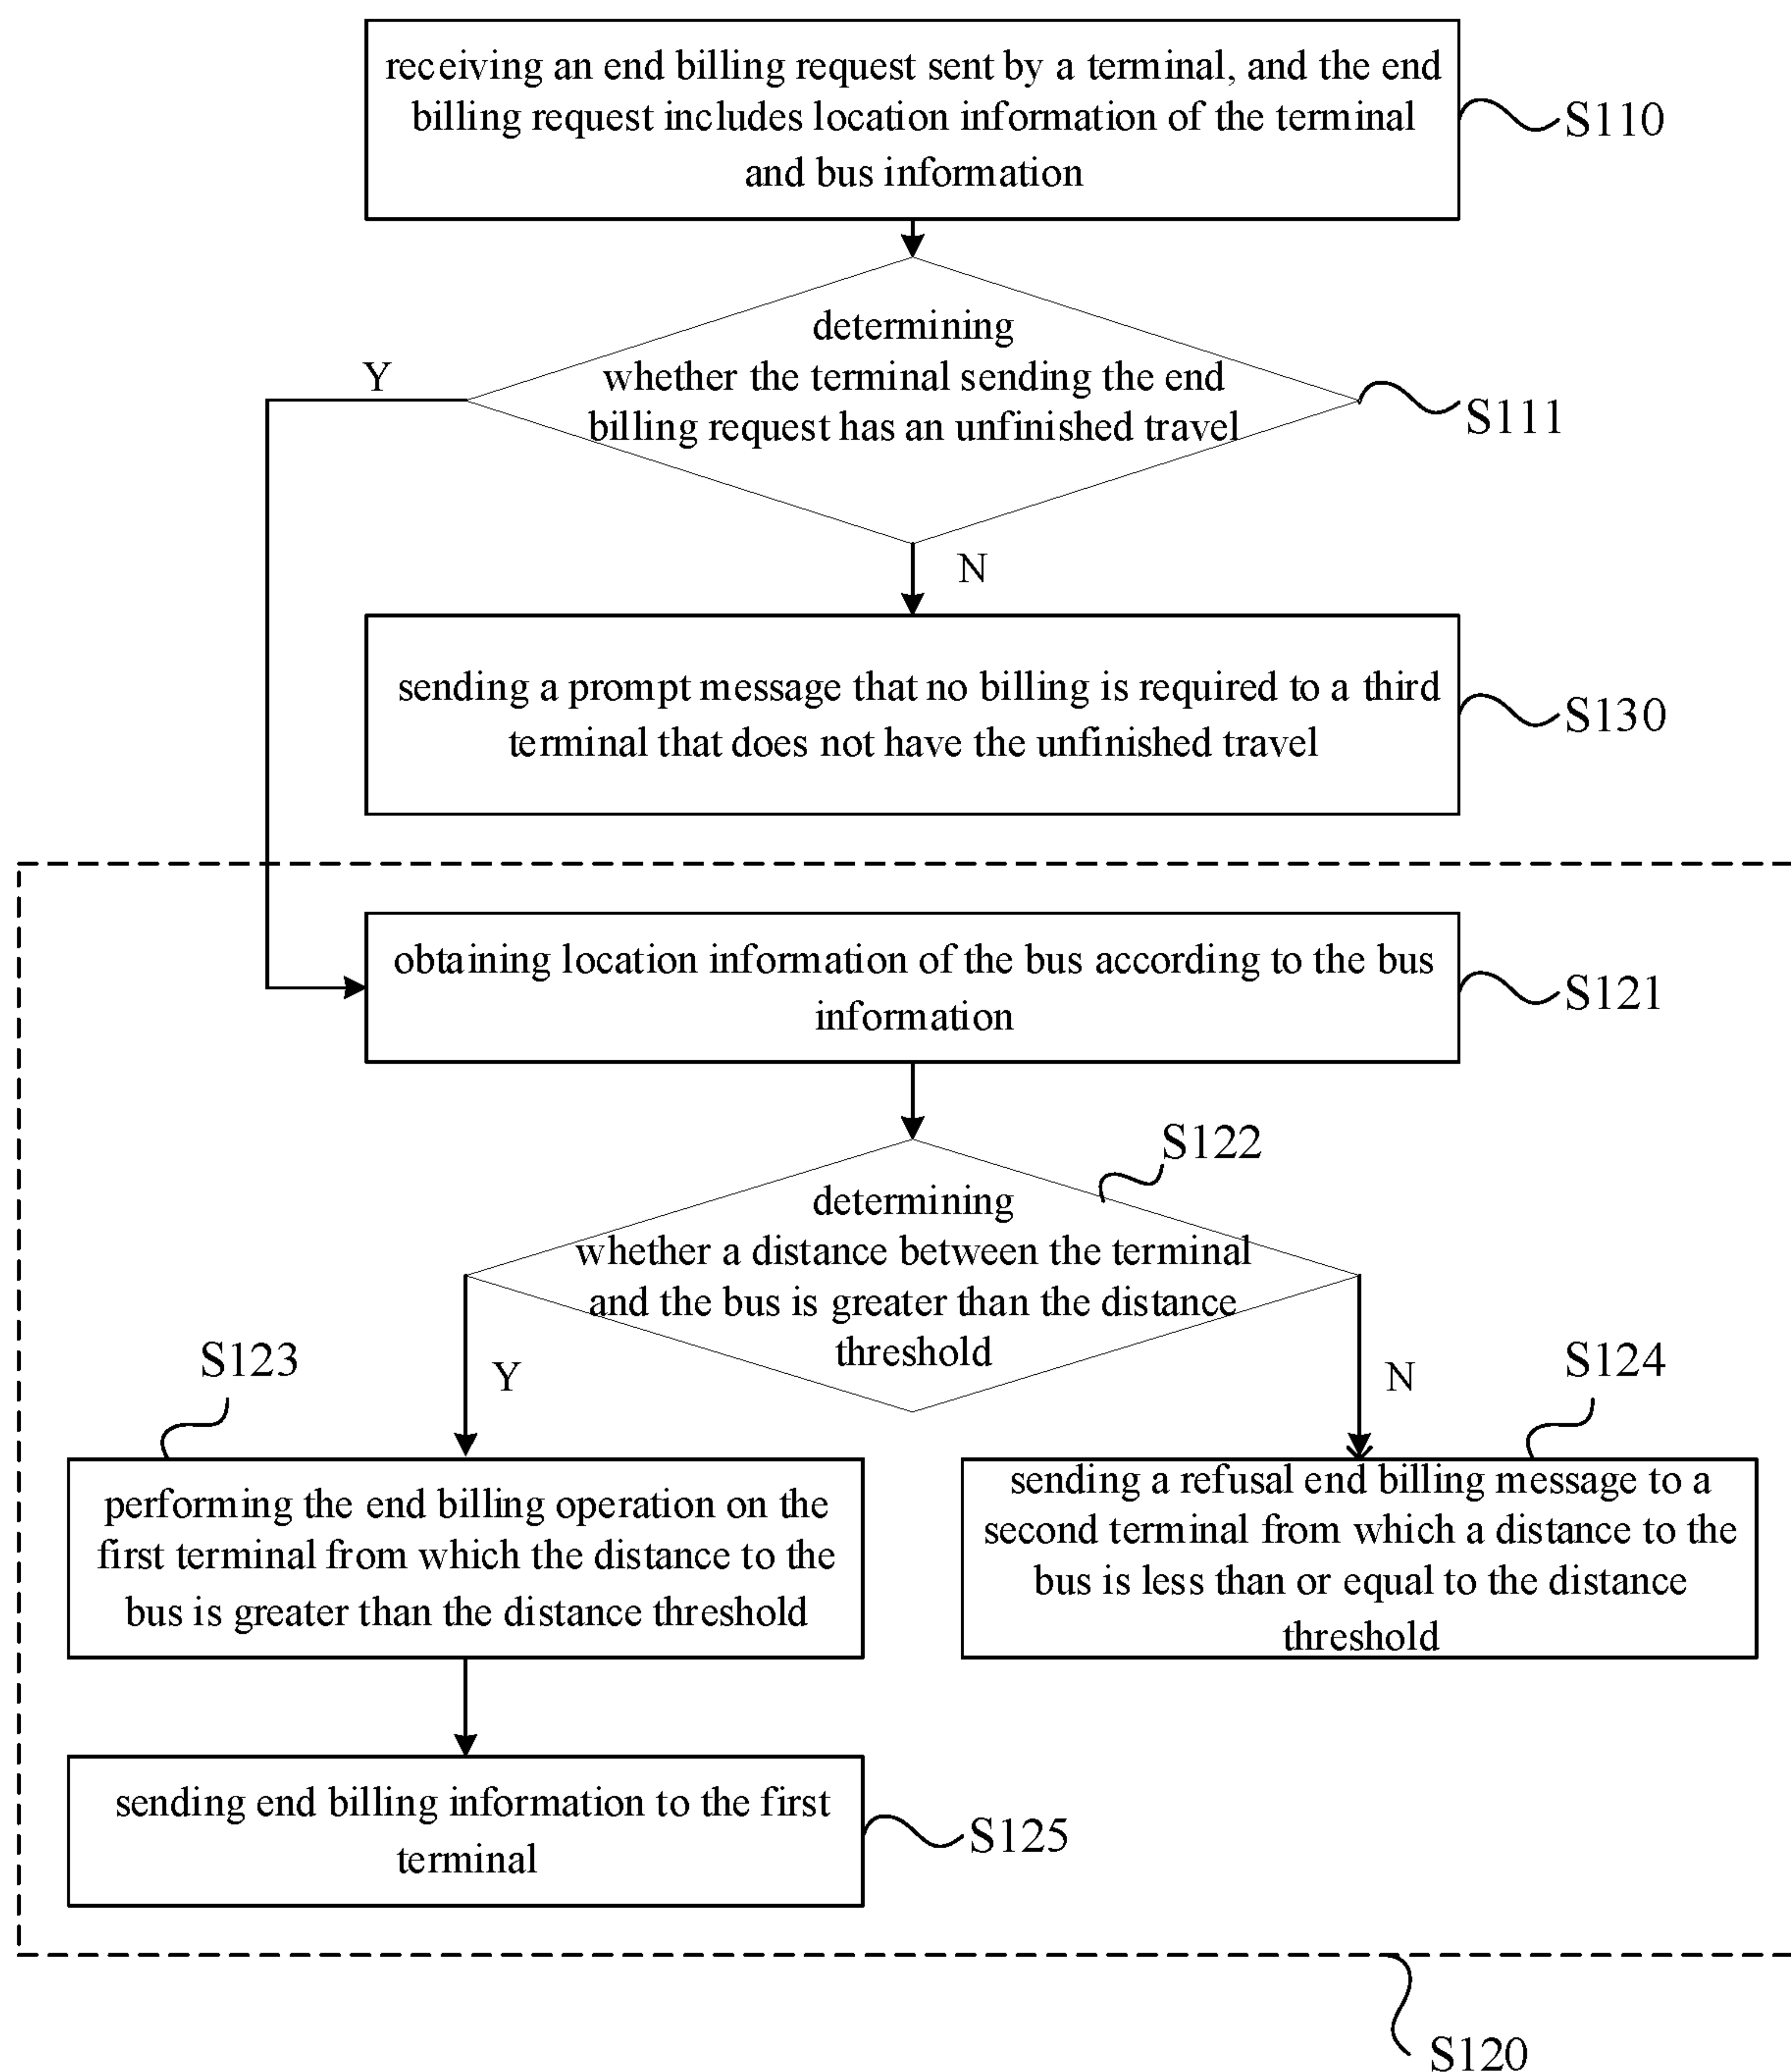 receiving an end billing request sent by a terminal, and the end
billing request includes location information of the terminal
and bus information
S110
determining
whether the terminal sending the end
billing request has an unfinished travel
Y
S111
N
sending a prompt message that no billing is required to a third
terminal that does not have the unfinished travel
S130
obtaining location information of the bus according to the bus
information
S121
S122
determining
whether a distance between the terminal
and the bus is greater than the distance
threshold
S123
Y
N
S124
performing the end billing operation on the
first terminal from which the distance to the
bus is greater than the distance threshold
sending a refusal end billing message to a
second terminal from which a distance to the
bus is less than or equal to the distance
threshold
sending end billing information to the first
terminal
S125
S120